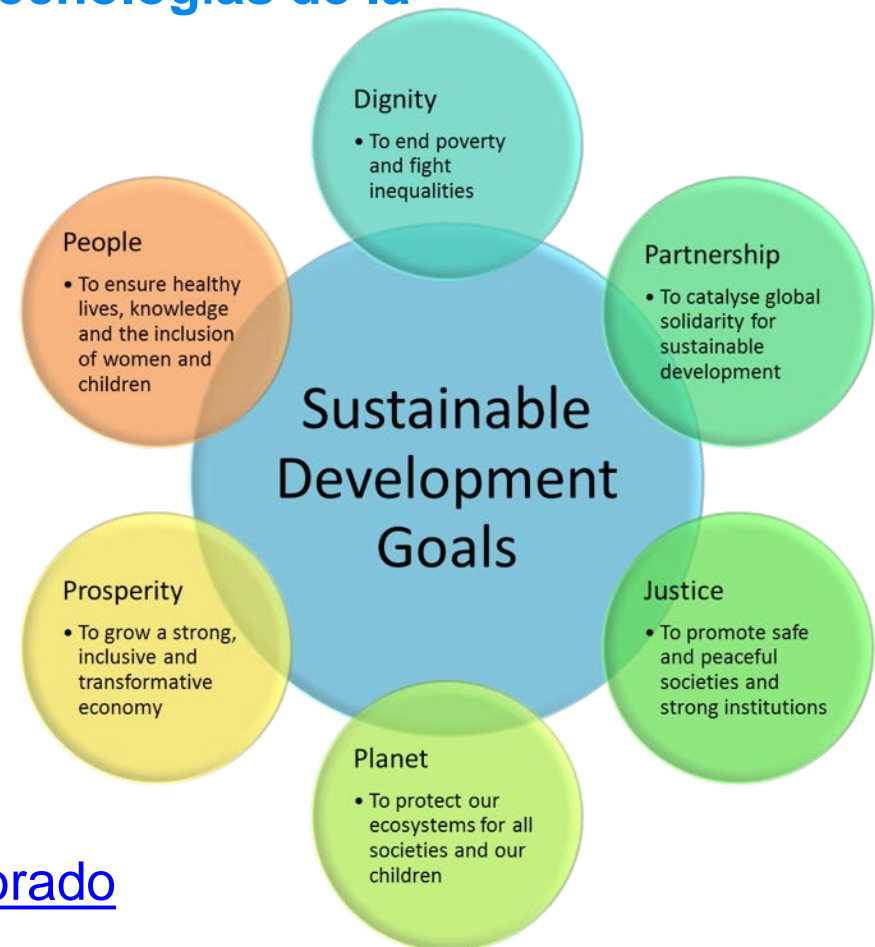 de la
Dignity
• To end poverty
and fight
inequalities
Partnership
• To catalyse global
solidarity for
sustainable
development
Justice
• To promote safe
and peaceful
societies and
strong institutions
Planet
• To protect our
ecosystems for all
societies and our
children
Prosperity
• To grow a strong,
inclusive and
transformative
economy
People
• To ensure healthy
lives, knowledge
and the inclusion
of women and
children
Sustainable
Development
Goals